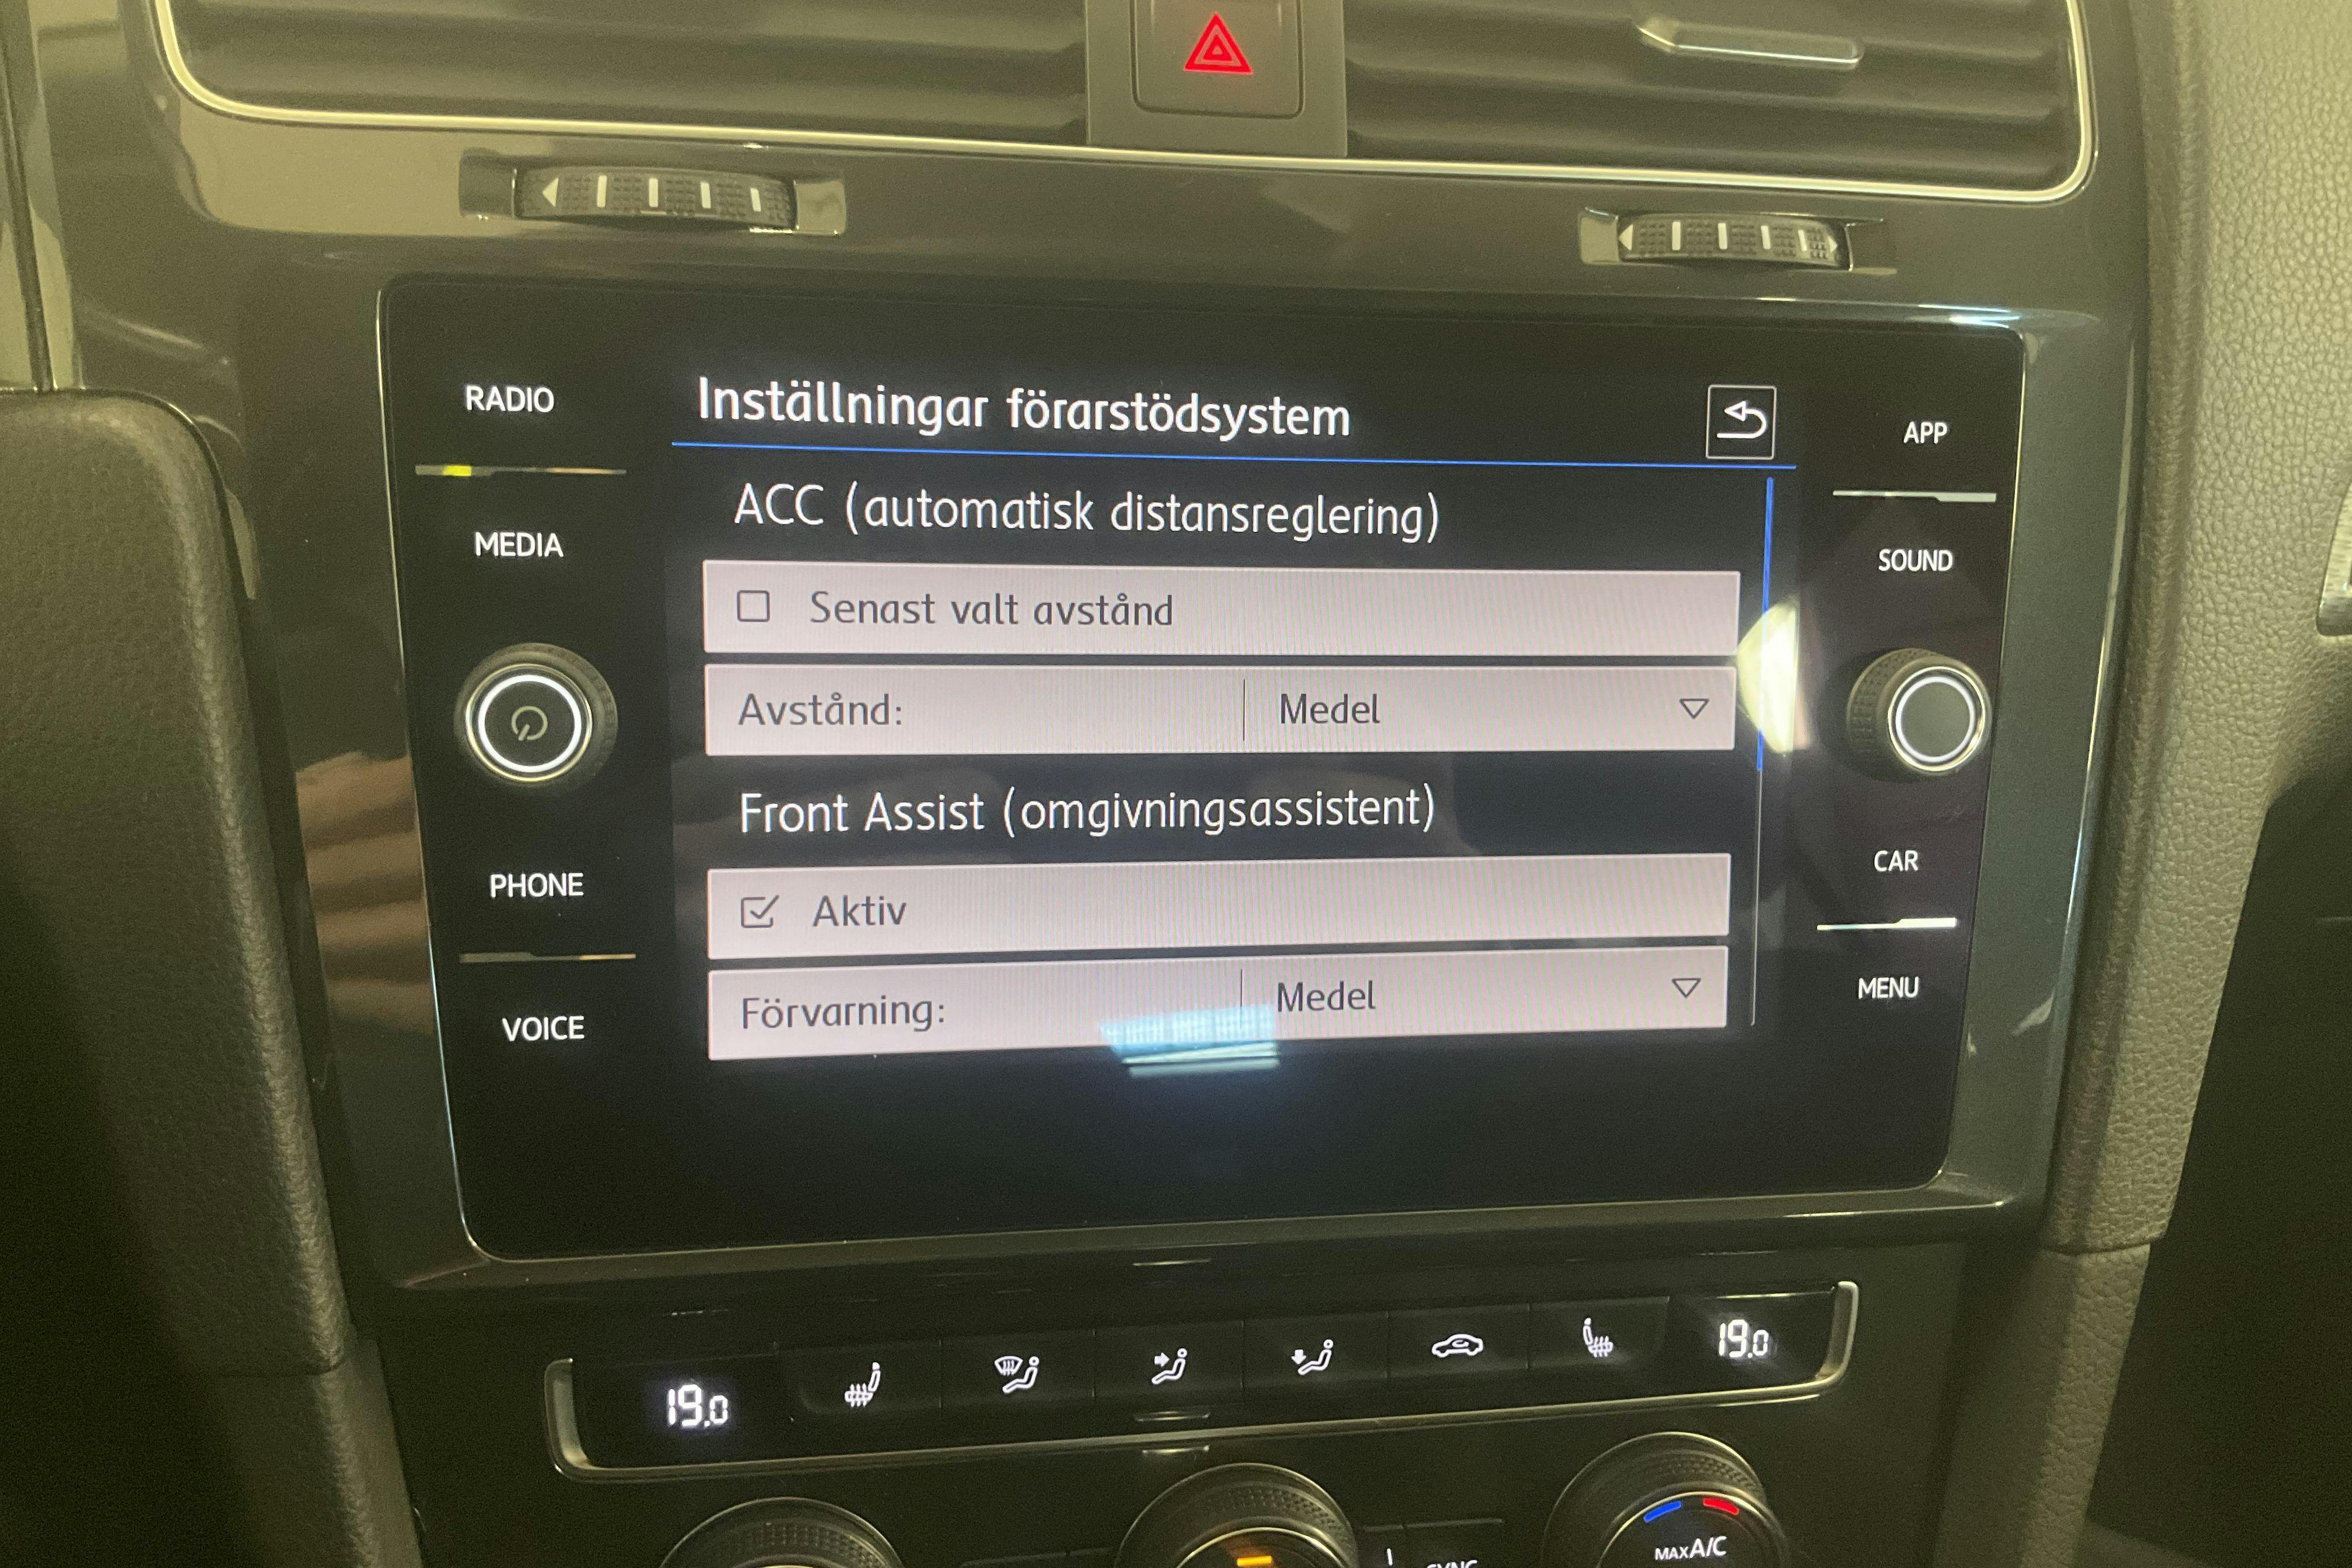 RADIO
MEDIA
PHONE
VOICE
Inställningar förarstödsystem
ACC (automatisk distansreglering)
Senast valt avstånd
Avstånd: Medel
Front Assist (omgivningsassistent)
Aktiv
Förvarning: Medel
APP
SOUND
CAR
MENU
19.0 19.0
SYNC
MAX A/C